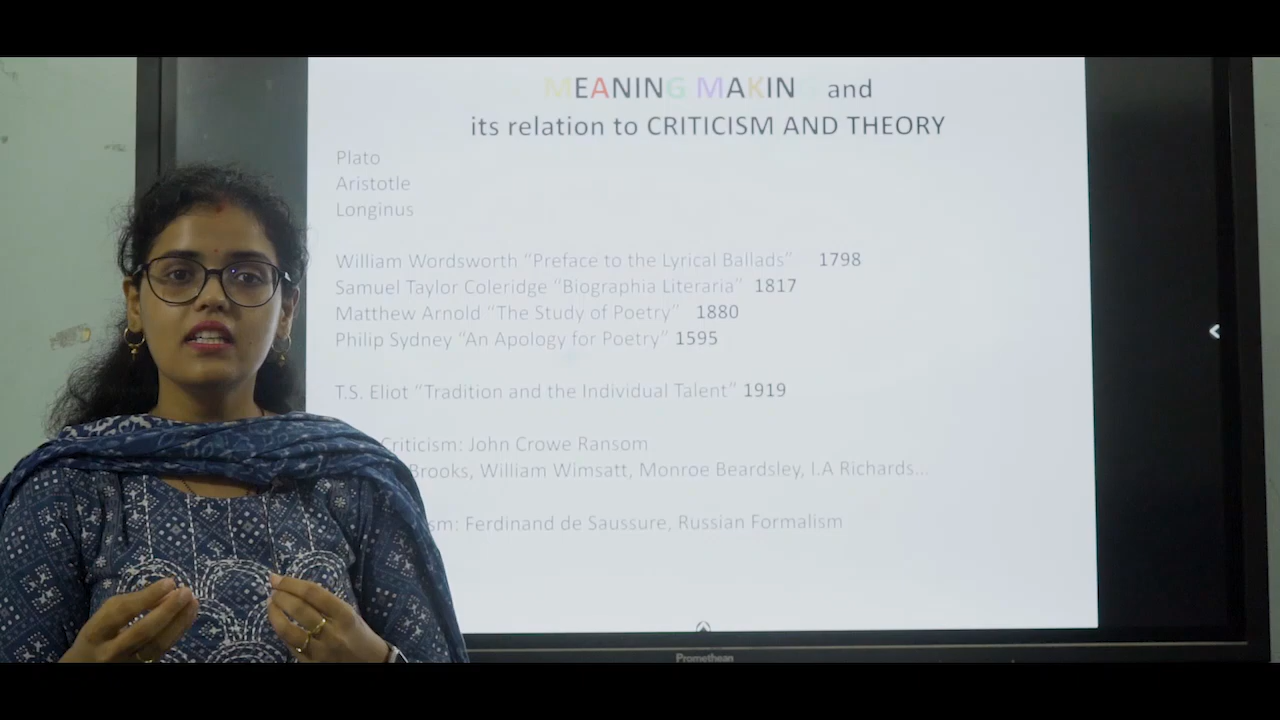 MEANING MAKING and
its relation to CRITICISM AND THEORY
Plato
Aristotle
Longinus
William Wordsworth “Preface to the Lyrical Ballads” 1798
Samuel Taylor Coleridge “Biographia Literaria” 1817
Matthew Arnold “The Study of Poetry” 1880
Philip Sydney “An Apology for Poetry” 1595
T.S. Eliot “Tradition and the Individual Talent” 1919
Criticism: John Crowe Ransom
Brooks, William Wimsatt, Monroe Beardsley, I.A Richards...
sm: Ferdinand de Saussure, Russian Formalism
Promethean